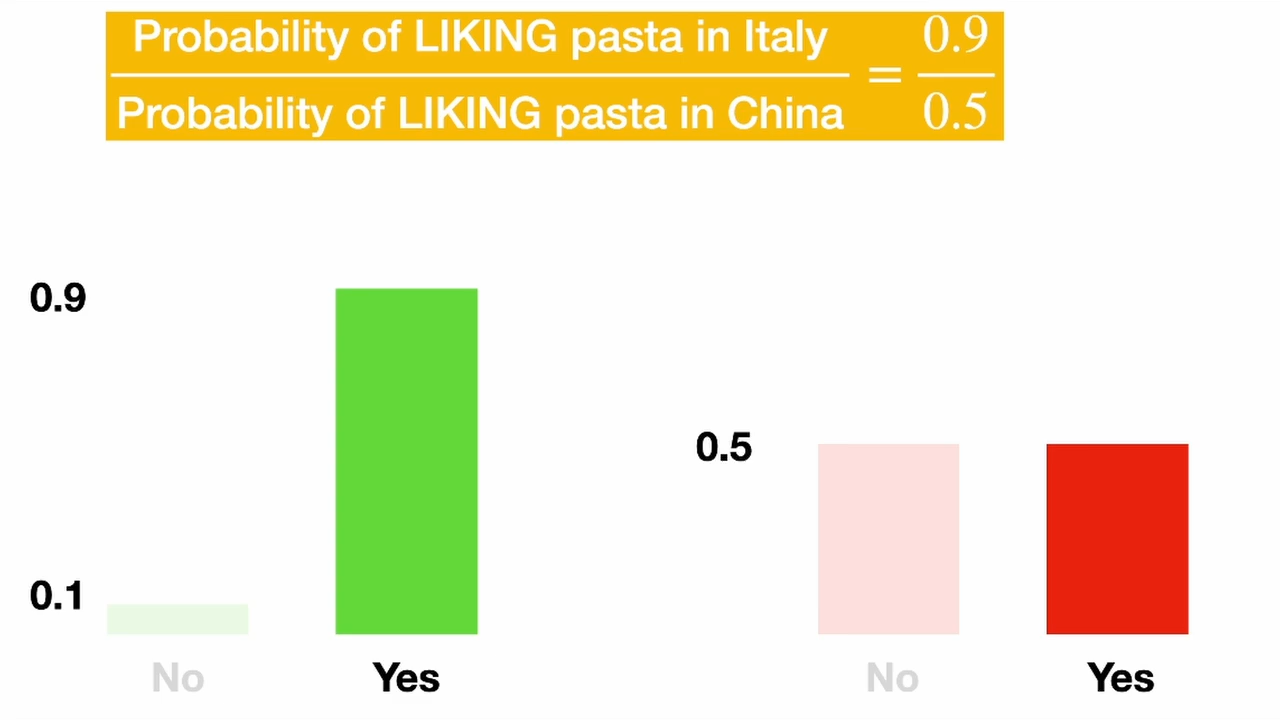 Probability of LIKING pasta in Italy
Probability of LIKING pasta in China
=
0.9
0.5
0.9
0.5
0.1
No
Yes
No
Yes